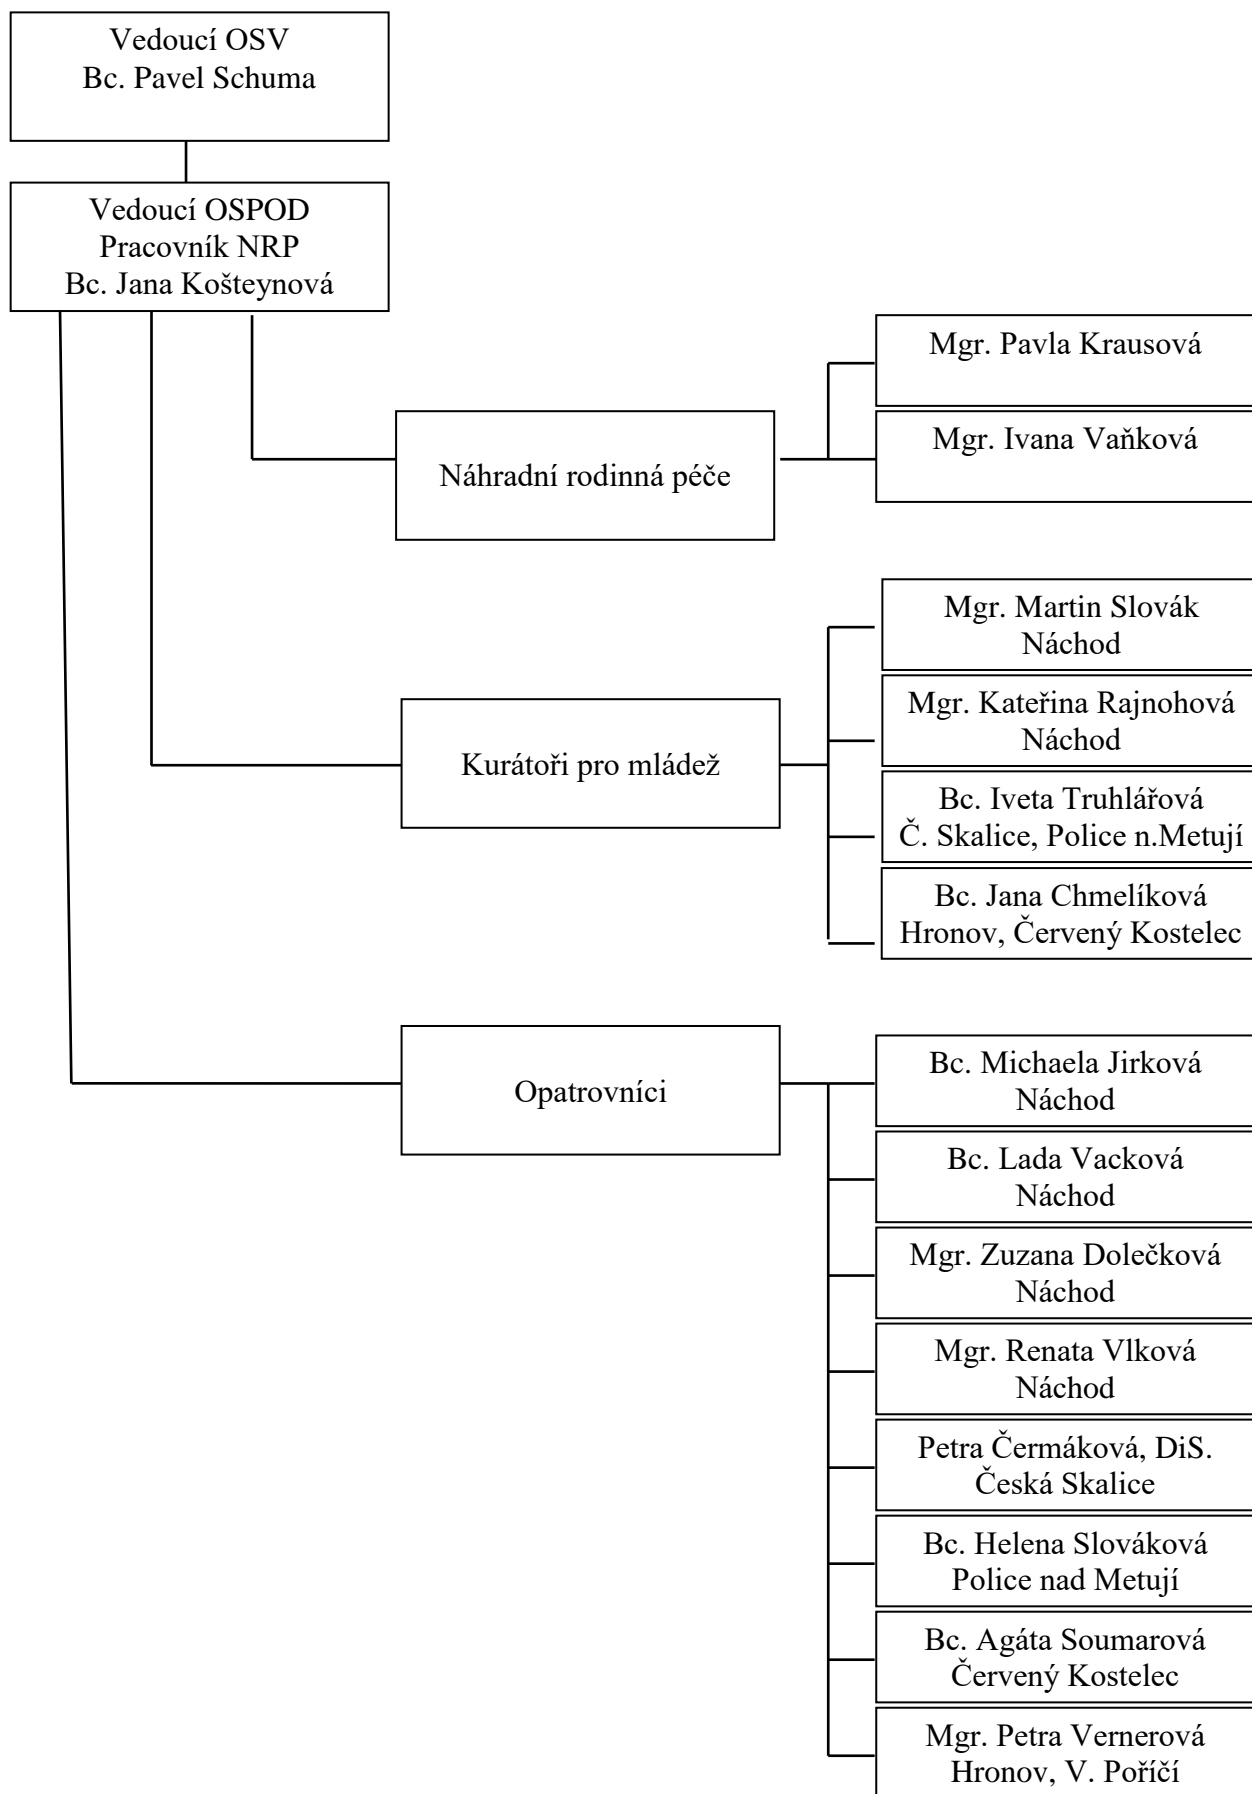 Vedoucí OSV
Bc. Pavel Schuma
Vedoucí OSPOD
Pracovník NRP
Bc. Jana Košteynová
Mgr. Pavla Krausová
Mgr. Ivana Vaňková
Náhradní rodinná péče
Mgr. Martin Slovák
Náchod
Mgr. Kateřina Rajnohová
Náchod
Kurátoři pro mládež
Bc. Iveta Truhlářová
Č. Skalice, Police n.Metují
Bc. Jana Chmelíková
Hronov, Červený Kostelec
Opatrovníci
Bc. Michaela Jirková
Náchod
Bc. Lada Vacková
Náchod
Mgr. Zuzana Dolečková
Náchod
Mgr. Renata Vlková
Náchod
Petra Čermáková, DiS.
Česká Skalice
Bc. Helena Slováková
Police nad Metují
Bc. Agáta Soumarová
Červený Kostelec
Mgr. Petra Vernerová
Hronov, V. Poříčí